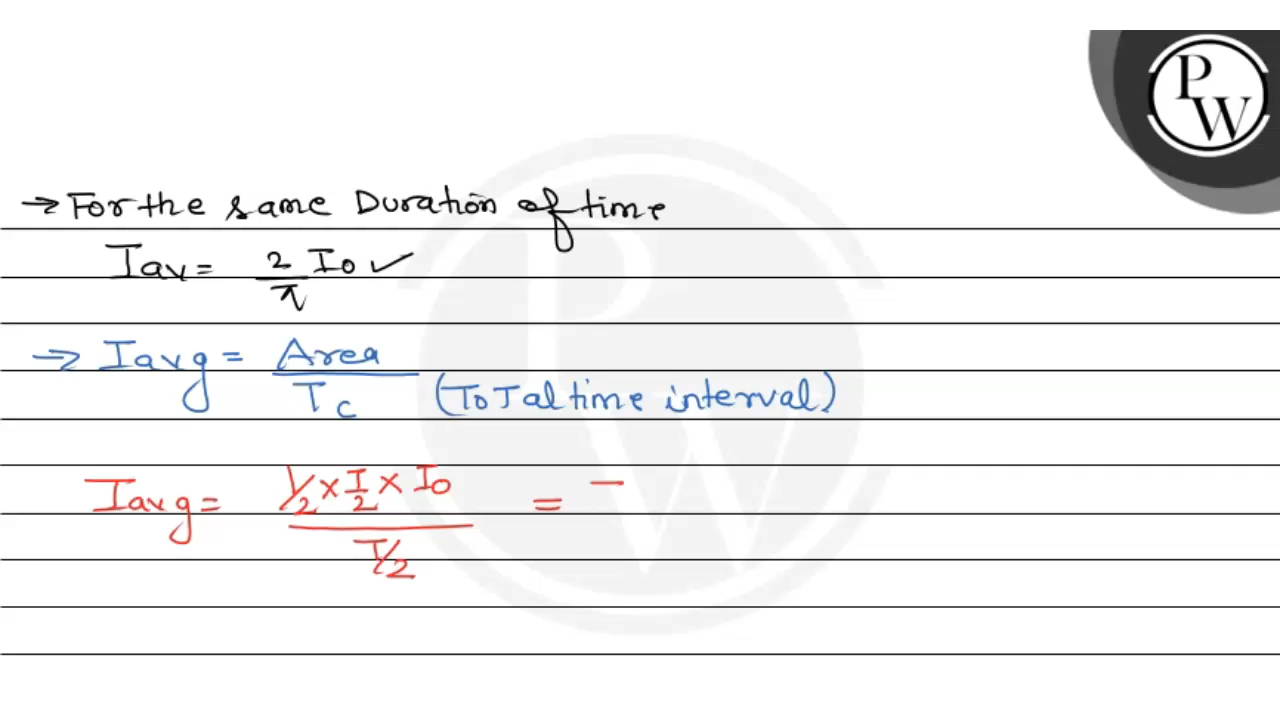 PW
→ For the same Duration of time
Iav = 2/π I0 ✓
→ Iavg = Area / Tc (Total time interval)
Iavg = (1/2 × T/2 × I0) / (T/2) = —